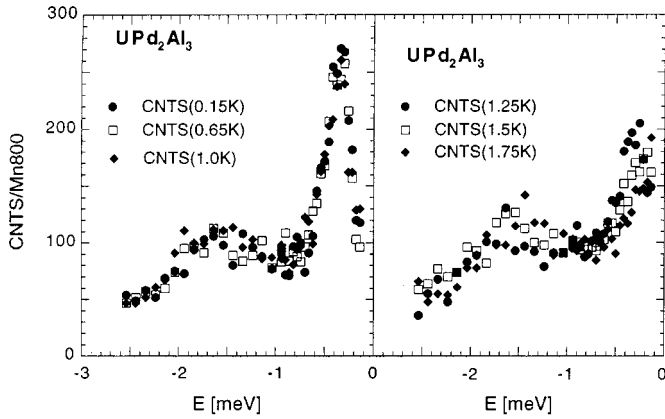 300
200
100
0
CNTS/Mn800
UPd2Al3
CNTS(0.15K)
CNTS(0.65K)
CNTS(1.0K)
-3
-2
-1
0
E [meV]
UPd2Al3
CNTS(1.25K)
CNTS(1.5K)
CNTS(1.75K)
-2
-1
0
E [meV]